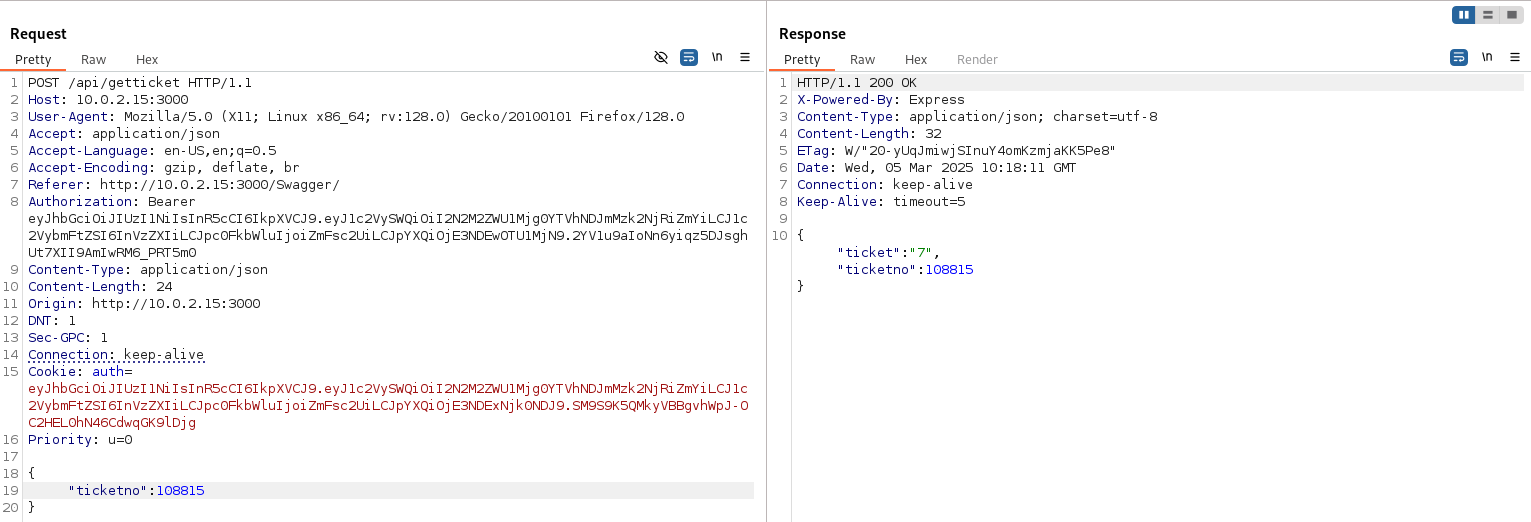 Request
Pretty Raw Hex
\n
1 POST /api/getticket HTTP/1.1
2 Host: 10.0.2.15:3000
3 User-Agent: Mozilla/5.0 (X11; Linux x86_64; rv:128.0) Gecko/20100101 Firefox/128.0
4 Accept: application/json
5 Accept-Language: en-US,en;q=0.5
6 Accept-Encoding: gzip, deflate, br
7 Referer: http://10.0.2.15:3000/Swagger/
8 Authorization: Bearer
eyJhbGciOiJIUzI1NiIsInR5cCI6IkpXVCJ9.eyJ1c2VySWQiOiI2N2M2ZWU1Mjg0YTVhNDJmMzk2NjRiZmYiLCJ1c
2VybmFtZSI6InVzZXIiLCJpc0FkbWluIjoiZmFsc2UiLCJpYXQiOjE3NDEwOTU1MjN9.2YV1u9aIoNn6yiqz5DJsgh
Ut7XII9AmIwRM6_PRT5m0
9 Content-Type: application/json
10 Content-Length: 24
11 Origin: http://10.0.2.15:3000
12 DNT: 1
13 Sec-GPC: 1
14 Connection: keep-alive
15 Cookie: auth=
eyJhbGciOiJIUzI1NiIsInR5cCI6IkpXVCJ9.eyJ1c2VySWQiOiI2N2M2ZWU1Mjg0YTVhNDJmMzk2NjRiZmYiLCJ1c
2VybmFtZSI6InVzZXIiLCJpc0FkbWluIjoiZmFsc2UiLCJpYXQiOjE3NDExNjk0NDJ9.SM9S9K5QMkyVBBgvhWpJ-O
C2HEL0hN46CdwqGK9lDjg
16 Priority: u=0
17
18 {
19 "ticketno":108815
20 }
Response
Pretty Raw Hex Render
\n
1 HTTP/1.1 200 OK
2 X-Powered-By: Express
3 Content-Type: application/json; charset=utf-8
4 Content-Length: 32
5 ETag: W/"20-yUqJmiwjSInuY4omKzmjaKK5Pe8"
6 Date: Wed, 05 Mar 2025 10:18:11 GMT
7 Connection: keep-alive
8 Keep-Alive: timeout=5
9
10 {
"ticket":"7",
"ticketno":108815
}